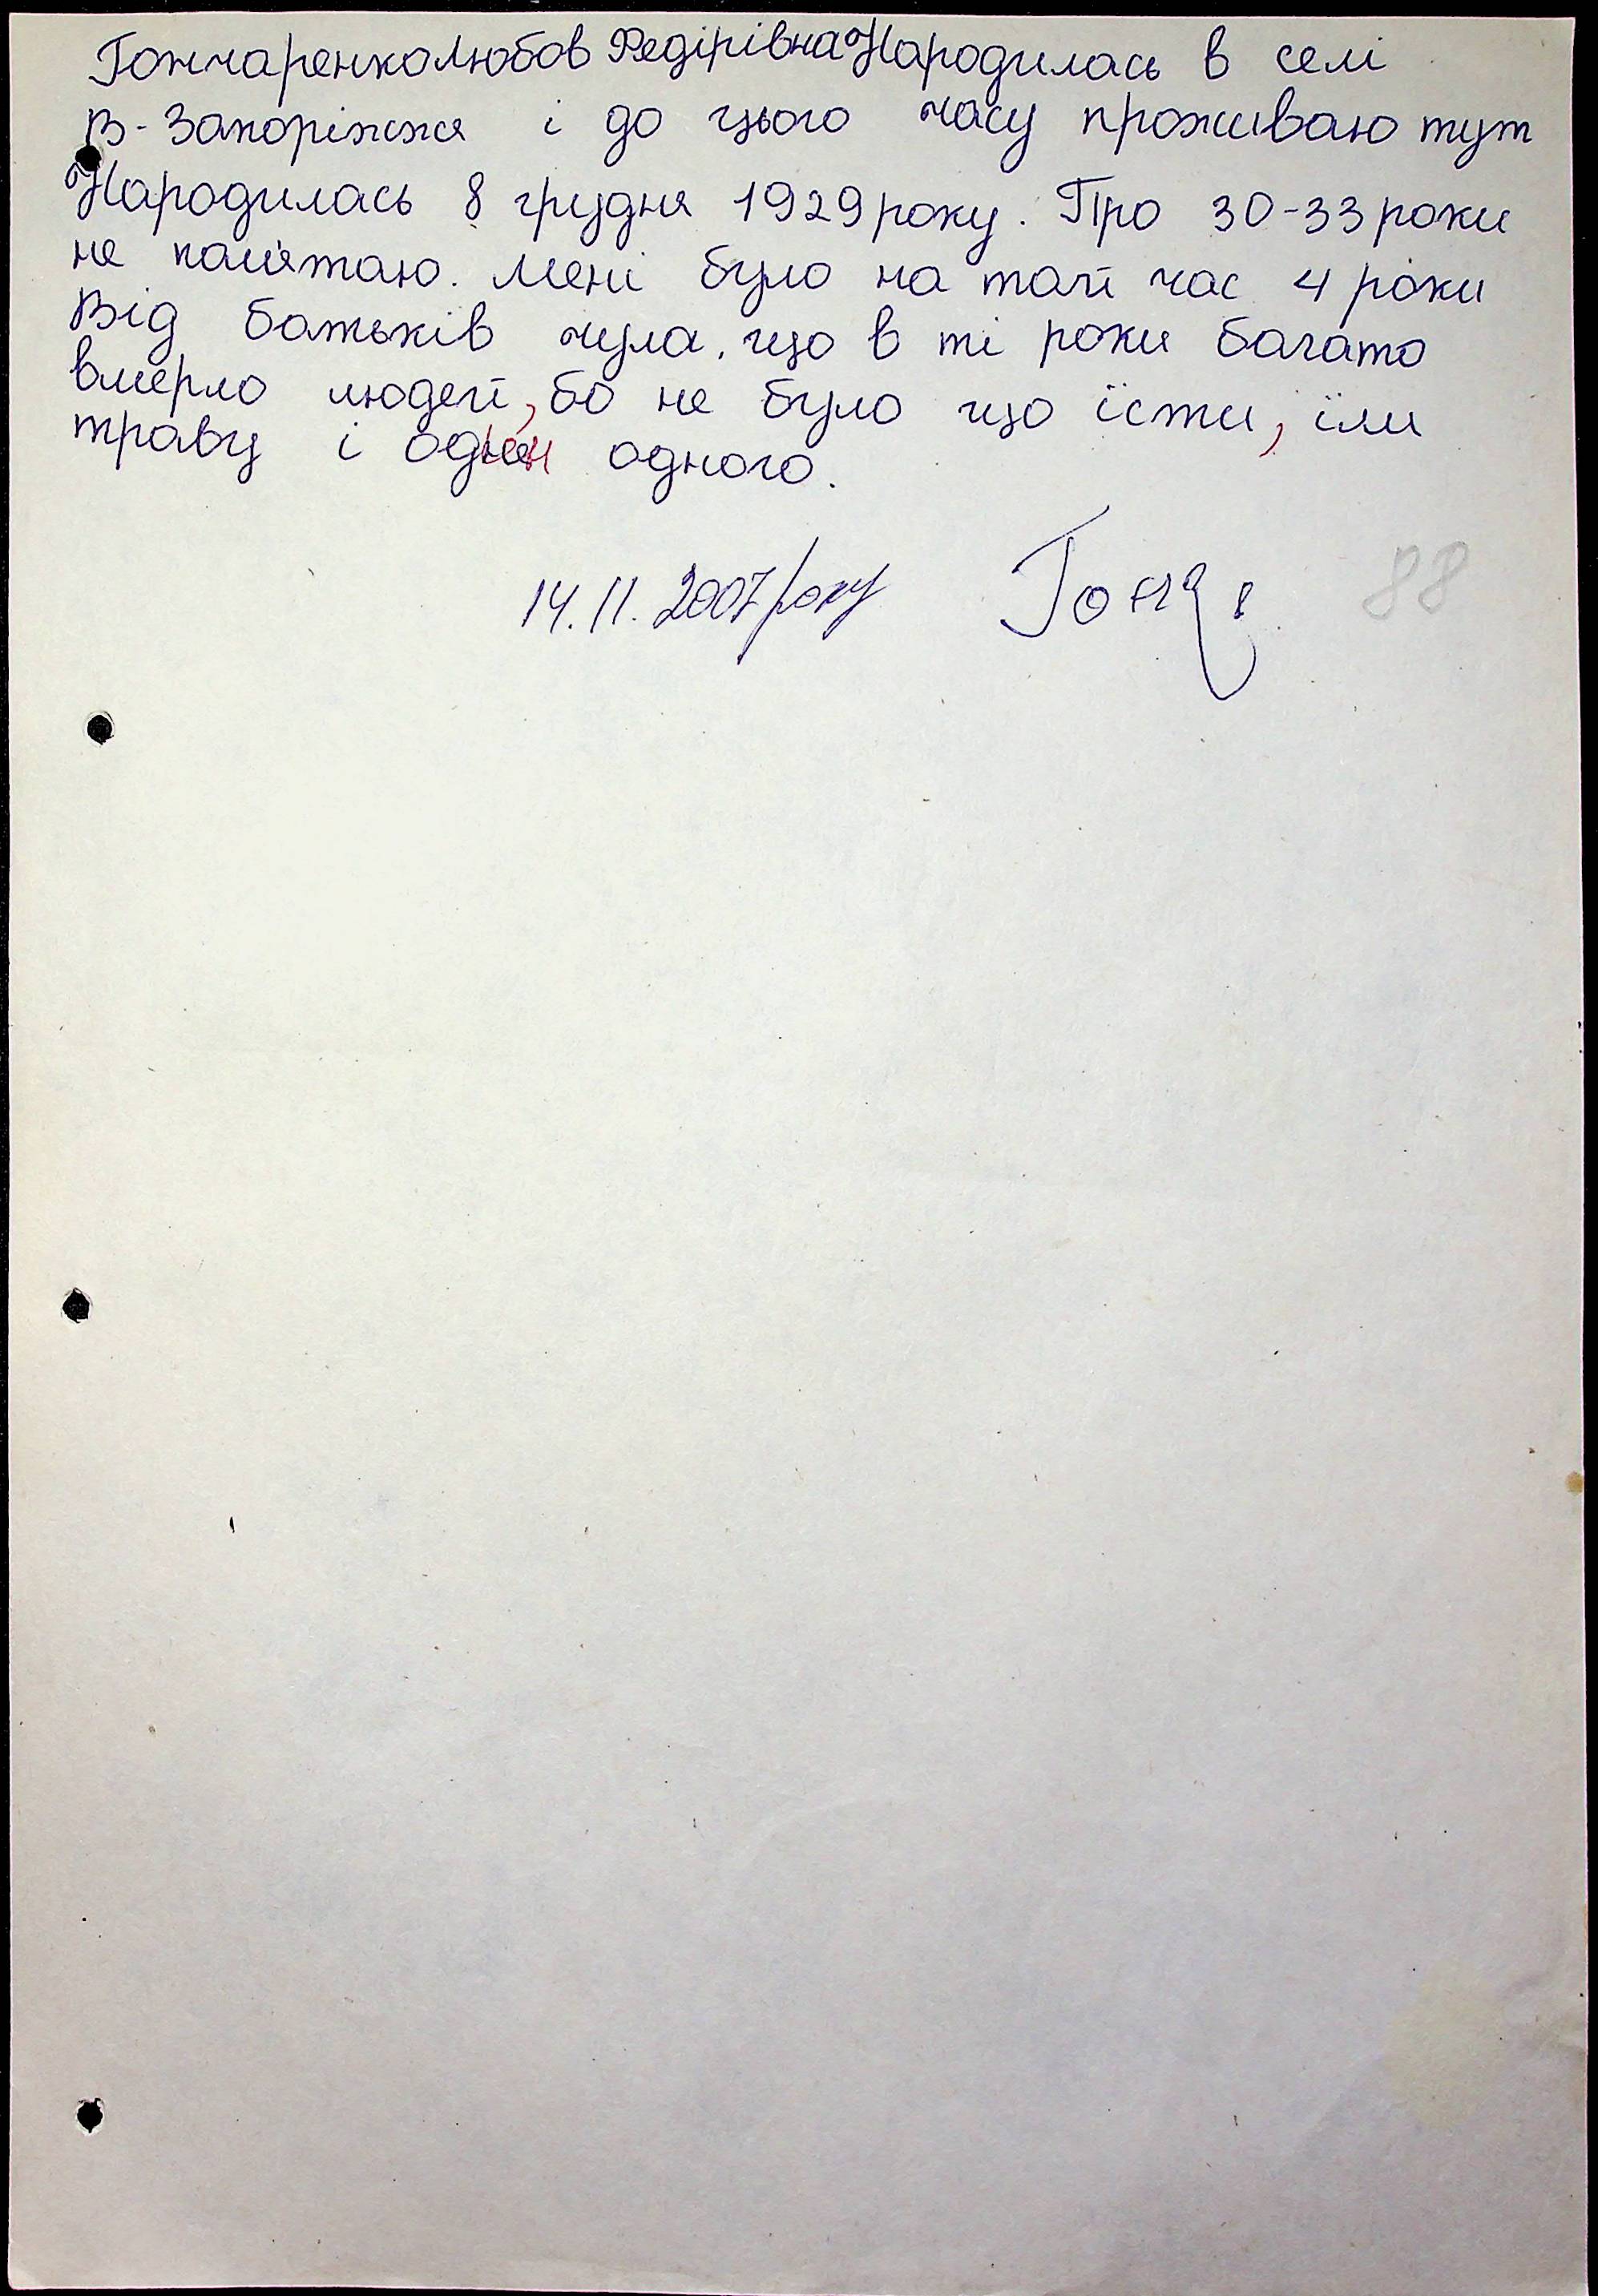 Гончаренко Любов Федірівна Народилась в селі
В-Запоріжжя і до цього часу проживаю тут
Народилась 8 грудня 1929 року. Про 30-33 роки
не пам'ятаю. Мені було на той час 4 роки
Від батьків чула, що в ті роки багато
вмерло людей, бо не було що їсти, їли
траву і один одного.
14.11.2007 року Гонч
88